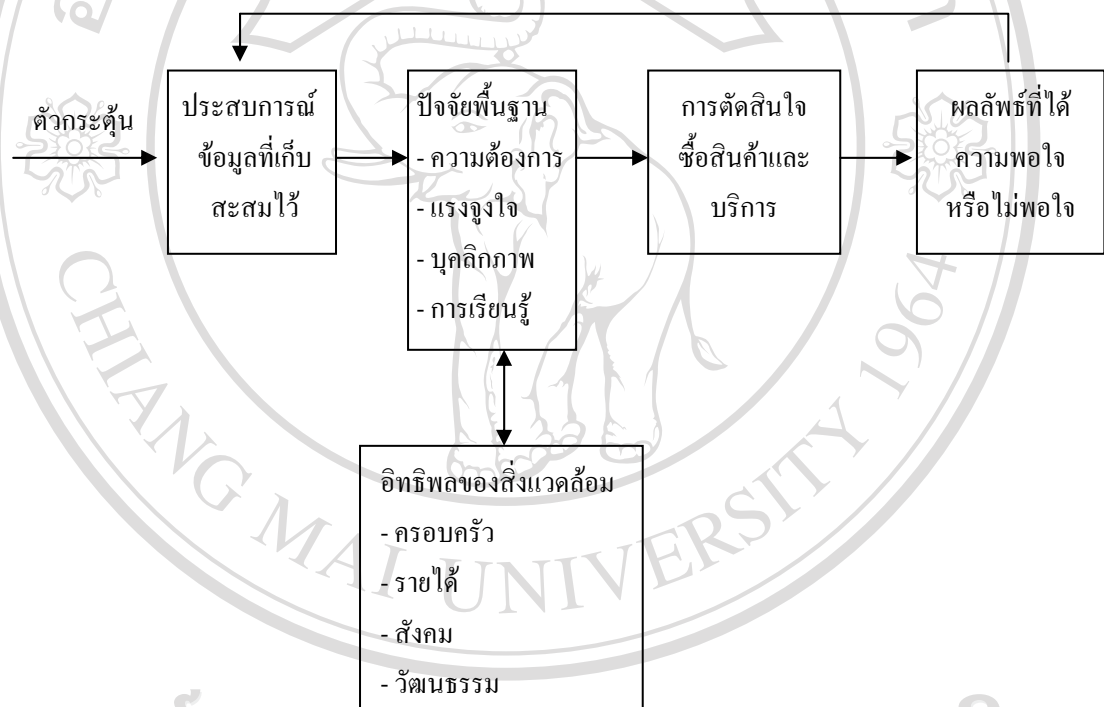 ตัวกระตุ้น
ประสบการณ์
ข้อมูลที่เก็บ
สะสมไว้
ปัจจัยพื้นฐาน
- ความต้องการ
- แรงจูงใจ
- บุคลิกภาพ
- การเรียนรู้
การตัดสินใจ
ซื้อสินค้าและ
บริการ
ผลลัพธ์ที่ได้
ความพอใจ
หรือไม่พอใจ
อิทธิพลของสิ่งแวดล้อม
- ครอบครัว
- รายได้
- สังคม
- วัฒนธรรม
CHIANG MAI UNIVERSITY 1964